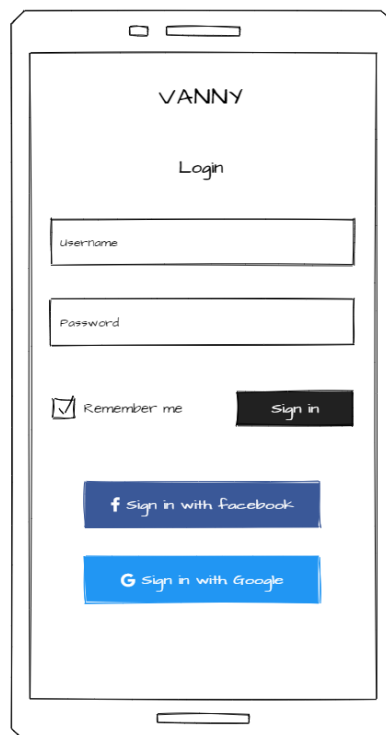 VANNY
Login
Username
Password
Remember me
Sign in
f Sign in with facebook
G Sign in with Google